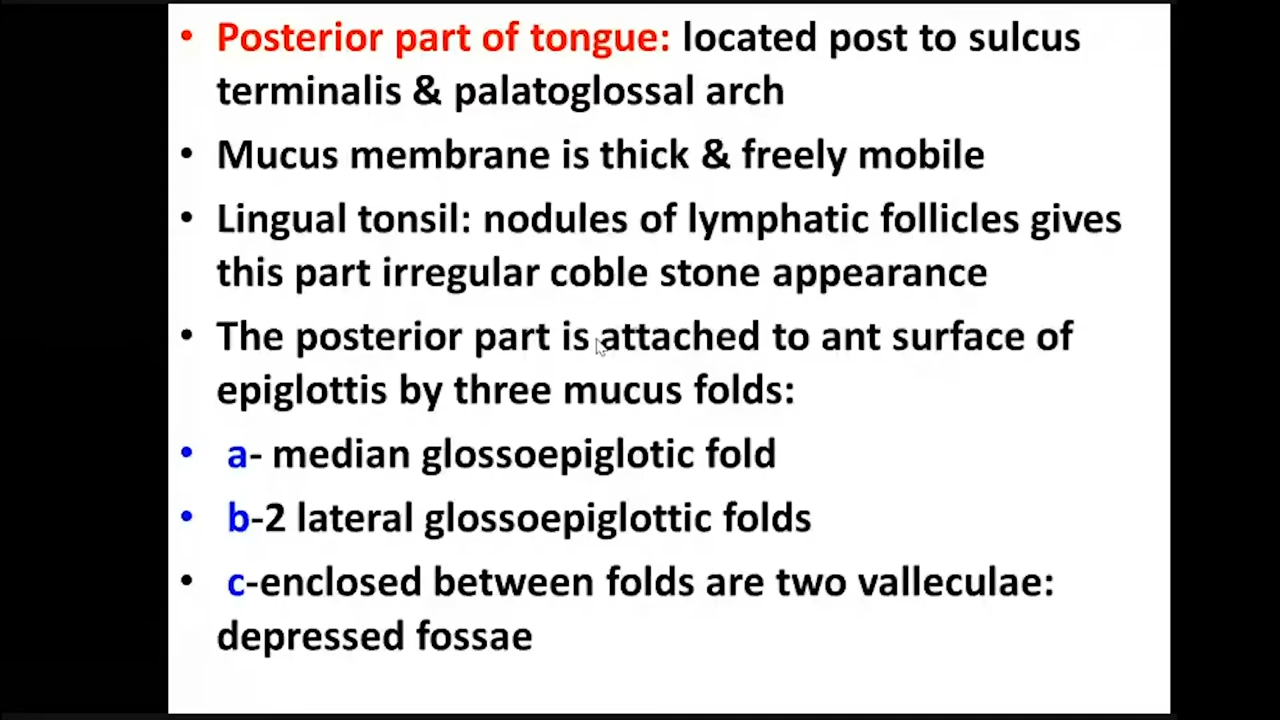 • Posterior part of tongue: located post to sulcus
terminalis & palatoglossal arch
• Mucus membrane is thick & freely mobile
• Lingual tonsil: nodules of lymphatic follicles gives
this part irregular coble stone appearance
• The posterior part is attached to ant surface of
epiglottis by three mucus folds:
• a- median glossoepiglotic fold
• b-2 lateral glossoepiglottic folds
• c-enclosed between folds are two valleculae:
depressed fossae